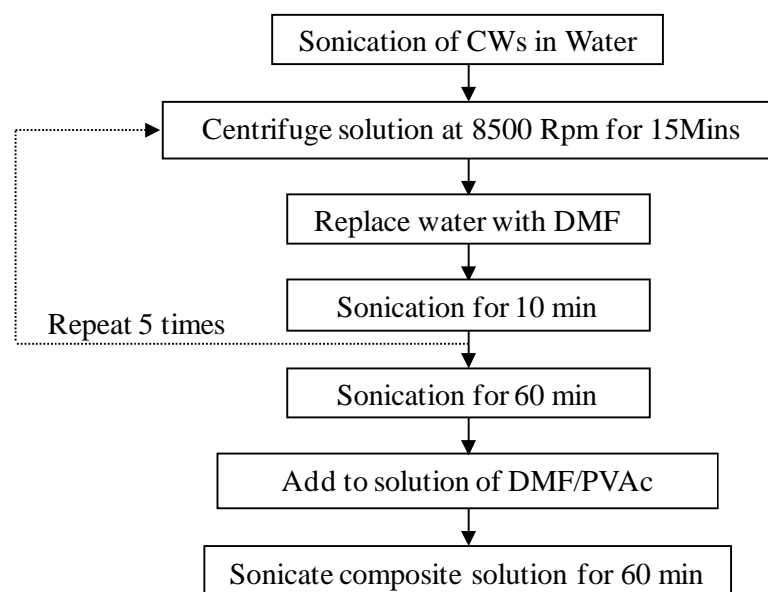 Sonication of CWs in Water
Centrifuge solution at 8500 Rpm for 15Mins
Replace water with DMF
Sonication for 10 min
Repeat 5 times
Sonication for 60 min
Add to solution of DMF/PVAc
Sonicate composite solution for 60 min